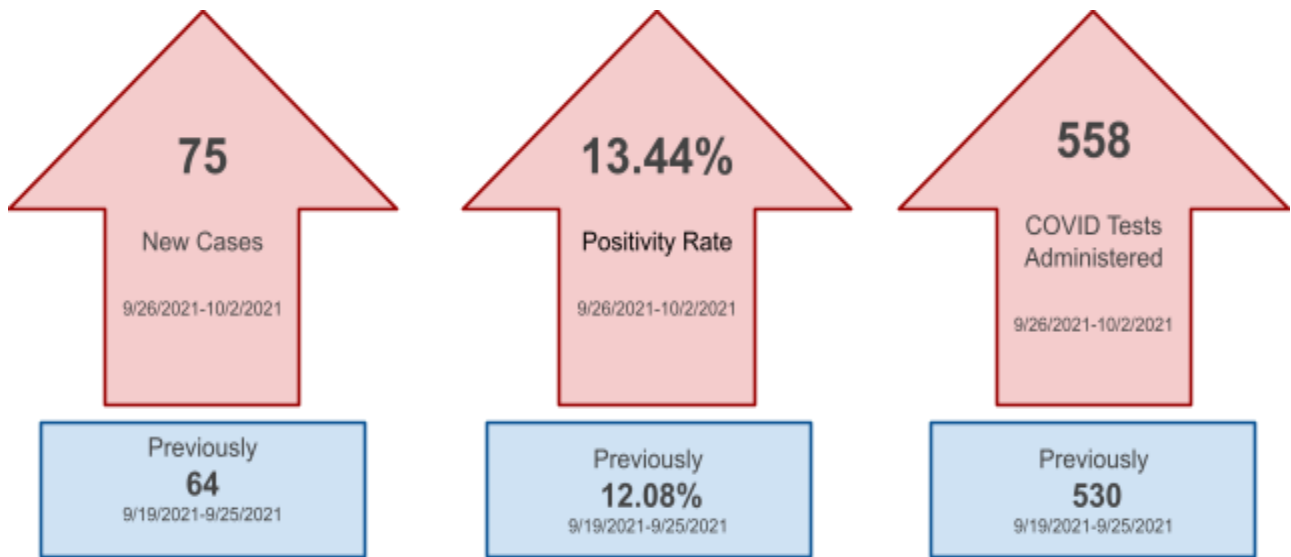 75
New Cases
9/26/2021-10/2/2021
Previously
64
9/19/2021-9/25/2021
13.44%
Positivity Rate
9/26/2021-10/2/2021
Previously
12.08%
9/19/2021-9/25/2021
558
COVID Tests
Administered
9/26/2021-10/2/2021
Previously
530
9/19/2021-9/25/2021